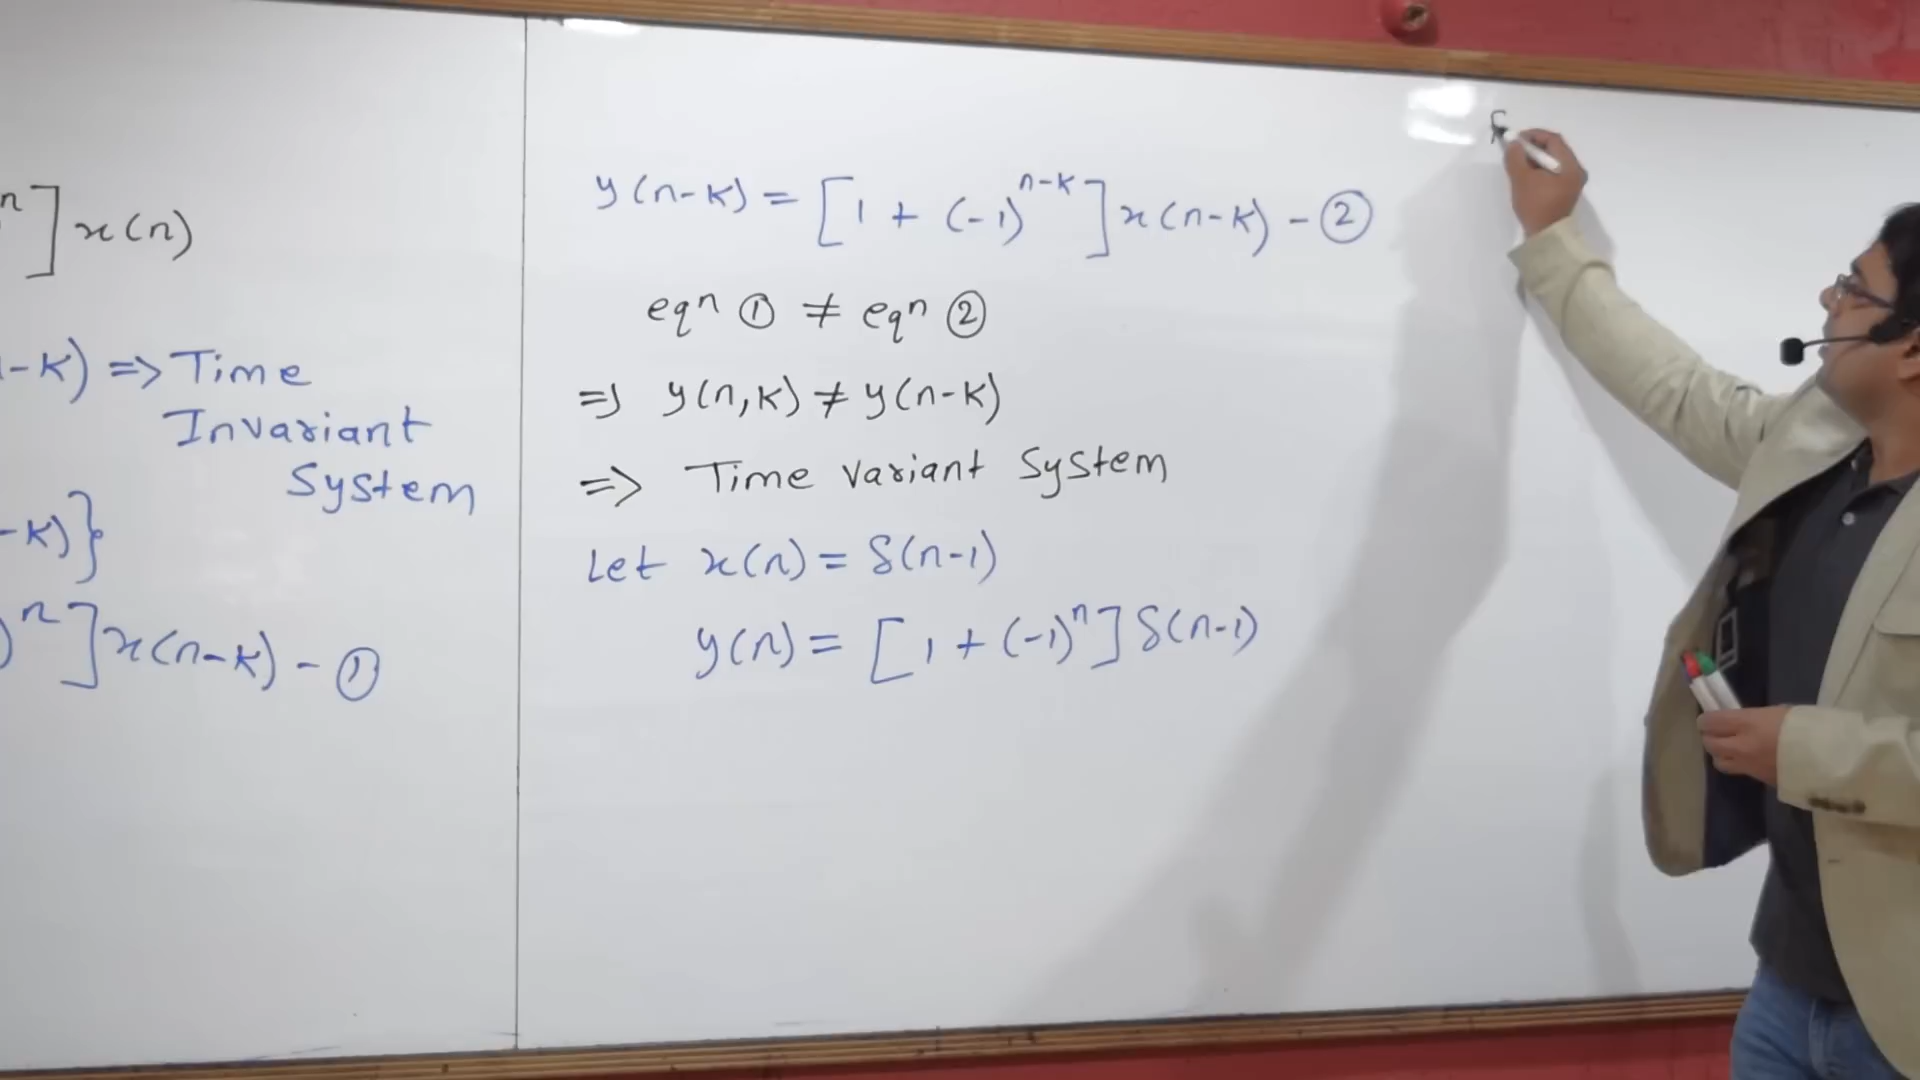 n]x(n)
-k) => Time
Invariant
System
-k)}
)^n]x(n-k) - ①
y(n-k) = [1 + (-1)^{n-k}]x(n-k) - ②
eqn ① ≠ eqn ②
=> y(n,k) ≠ y(n-k)
=> Time variant System
Let x(n) = δ(n-1)
y(n) = [1 + (-1)^n] δ(n-1)